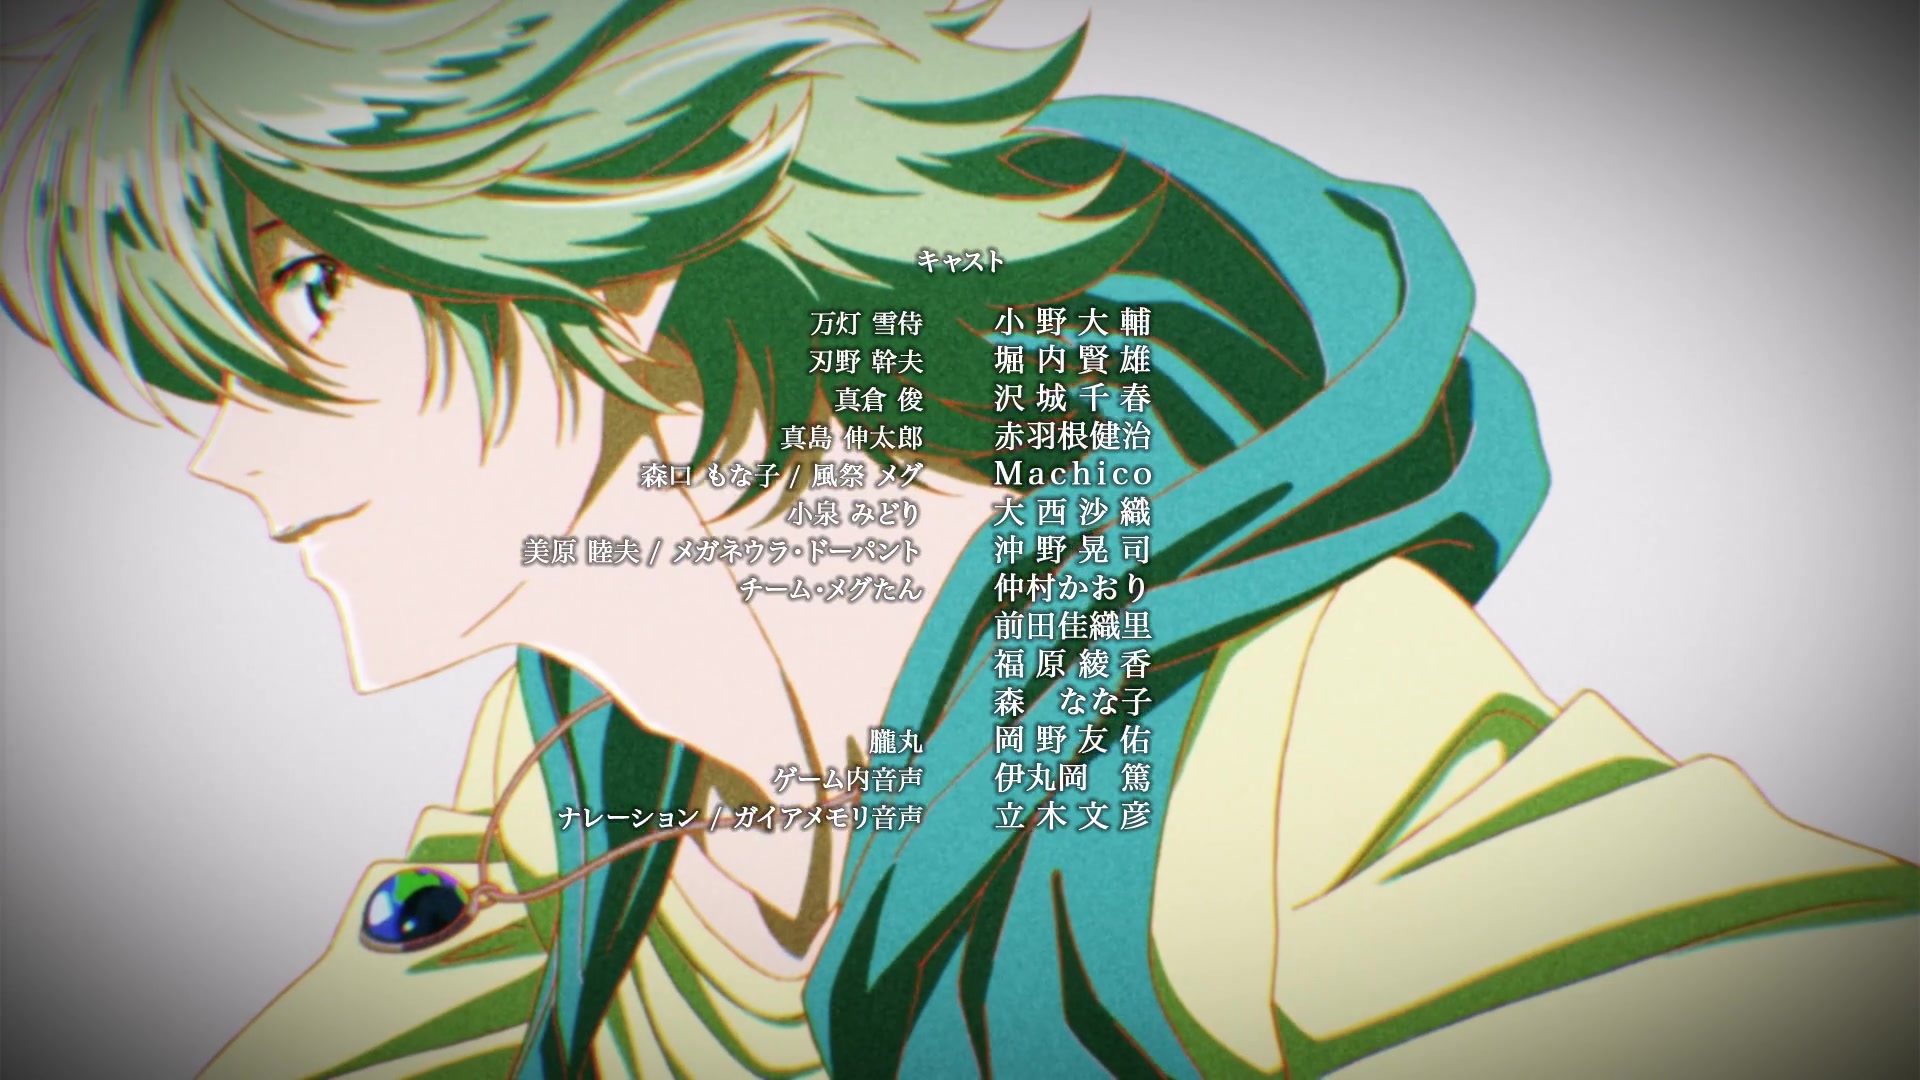 キャスト
万灯 雪侍 小野大輔
刃野 幹夫 堀内賢雄
真倉 俊 沢城千春
真島 伸太郎 赤羽根健治
森口 もな子 / 風祭 メグ Machico
小泉 みどり 大西沙織
美原 睦夫 / メガネウラ・ドーパント 沖野晃司
チーム・メグたん 仲村かおり
前田佳織里
福原綾香
森 なな子
朧丸 岡野友佑
ゲーム内音声 伊丸岡 篤
ナレーション / ガイアメモリ音声 立木文彦